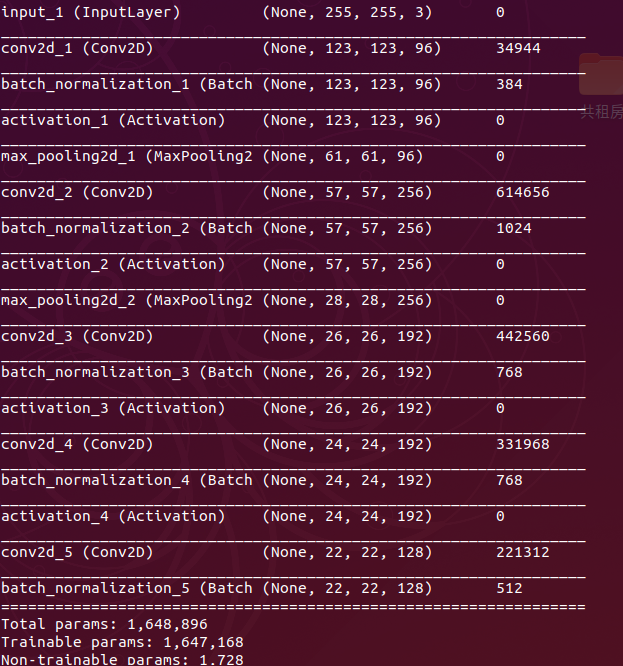 input_1 (InputLayer) (None, 255, 255, 3) 0
conv2d_1 (Conv2D) (None, 123, 123, 96) 34944
batch_normalization_1 (Batch (None, 123, 123, 96) 384
activation_1 (Activation) (None, 123, 123, 96) 0
max_pooling2d_1 (MaxPooling2 (None, 61, 61, 96) 0
conv2d_2 (Conv2D) (None, 57, 57, 256) 614656
batch_normalization_2 (Batch (None, 57, 57, 256) 1024
activation_2 (Activation) (None, 57, 57, 256) 0
max_pooling2d_2 (MaxPooling2 (None, 28, 28, 256) 0
conv2d_3 (Conv2D) (None, 26, 26, 192) 442560
batch_normalization_3 (Batch (None, 26, 26, 192) 768
activation_3 (Activation) (None, 26, 26, 192) 0
conv2d_4 (Conv2D) (None, 24, 24, 192) 331968
batch_normalization_4 (Batch (None, 24, 24, 192) 768
activation_4 (Activation) (None, 24, 24, 192) 0
conv2d_5 (Conv2D) (None, 22, 22, 128) 221312
batch_normalization_5 (Batch (None, 22, 22, 128) 512
Total params: 1,648,896
Trainable params: 1,647,168
Non-trainable params: 1,728
共租房